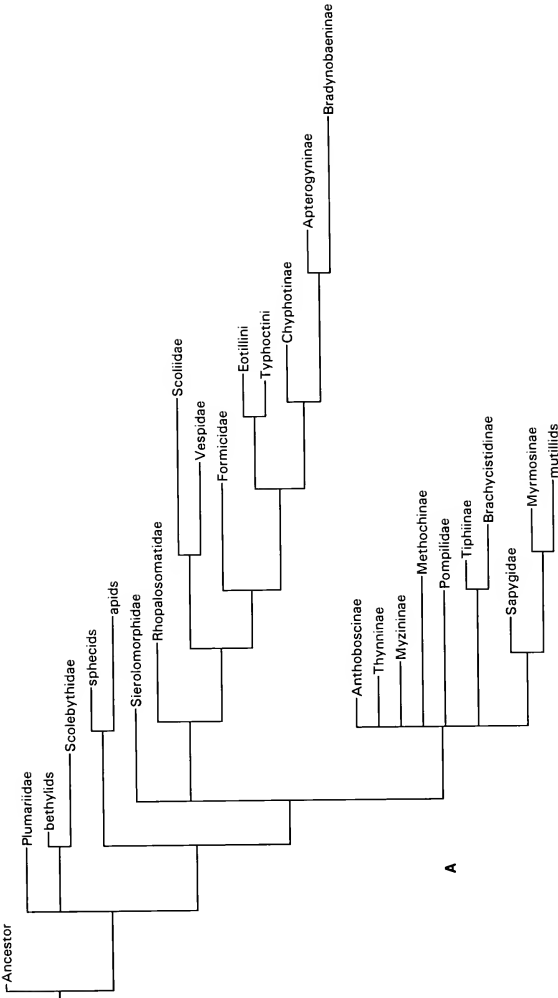 Ancestor
Plumariidae
bethylids
Scolebythidae
sphecids
apids
Sierolomorphidae
Rhopalosomatidae
Scoliidae
Vespidae
Formicidae
Eotillini
Typhoctini
Chyphotinae
Apterogyninae
Bradynobaeninae
Anthoboscinae
Thynninae
Myzininae
Methochinae
Pompilidae
Tiphiinae
Brachycistidinae
Sapygidae
Myrmosinae
mutillids
A